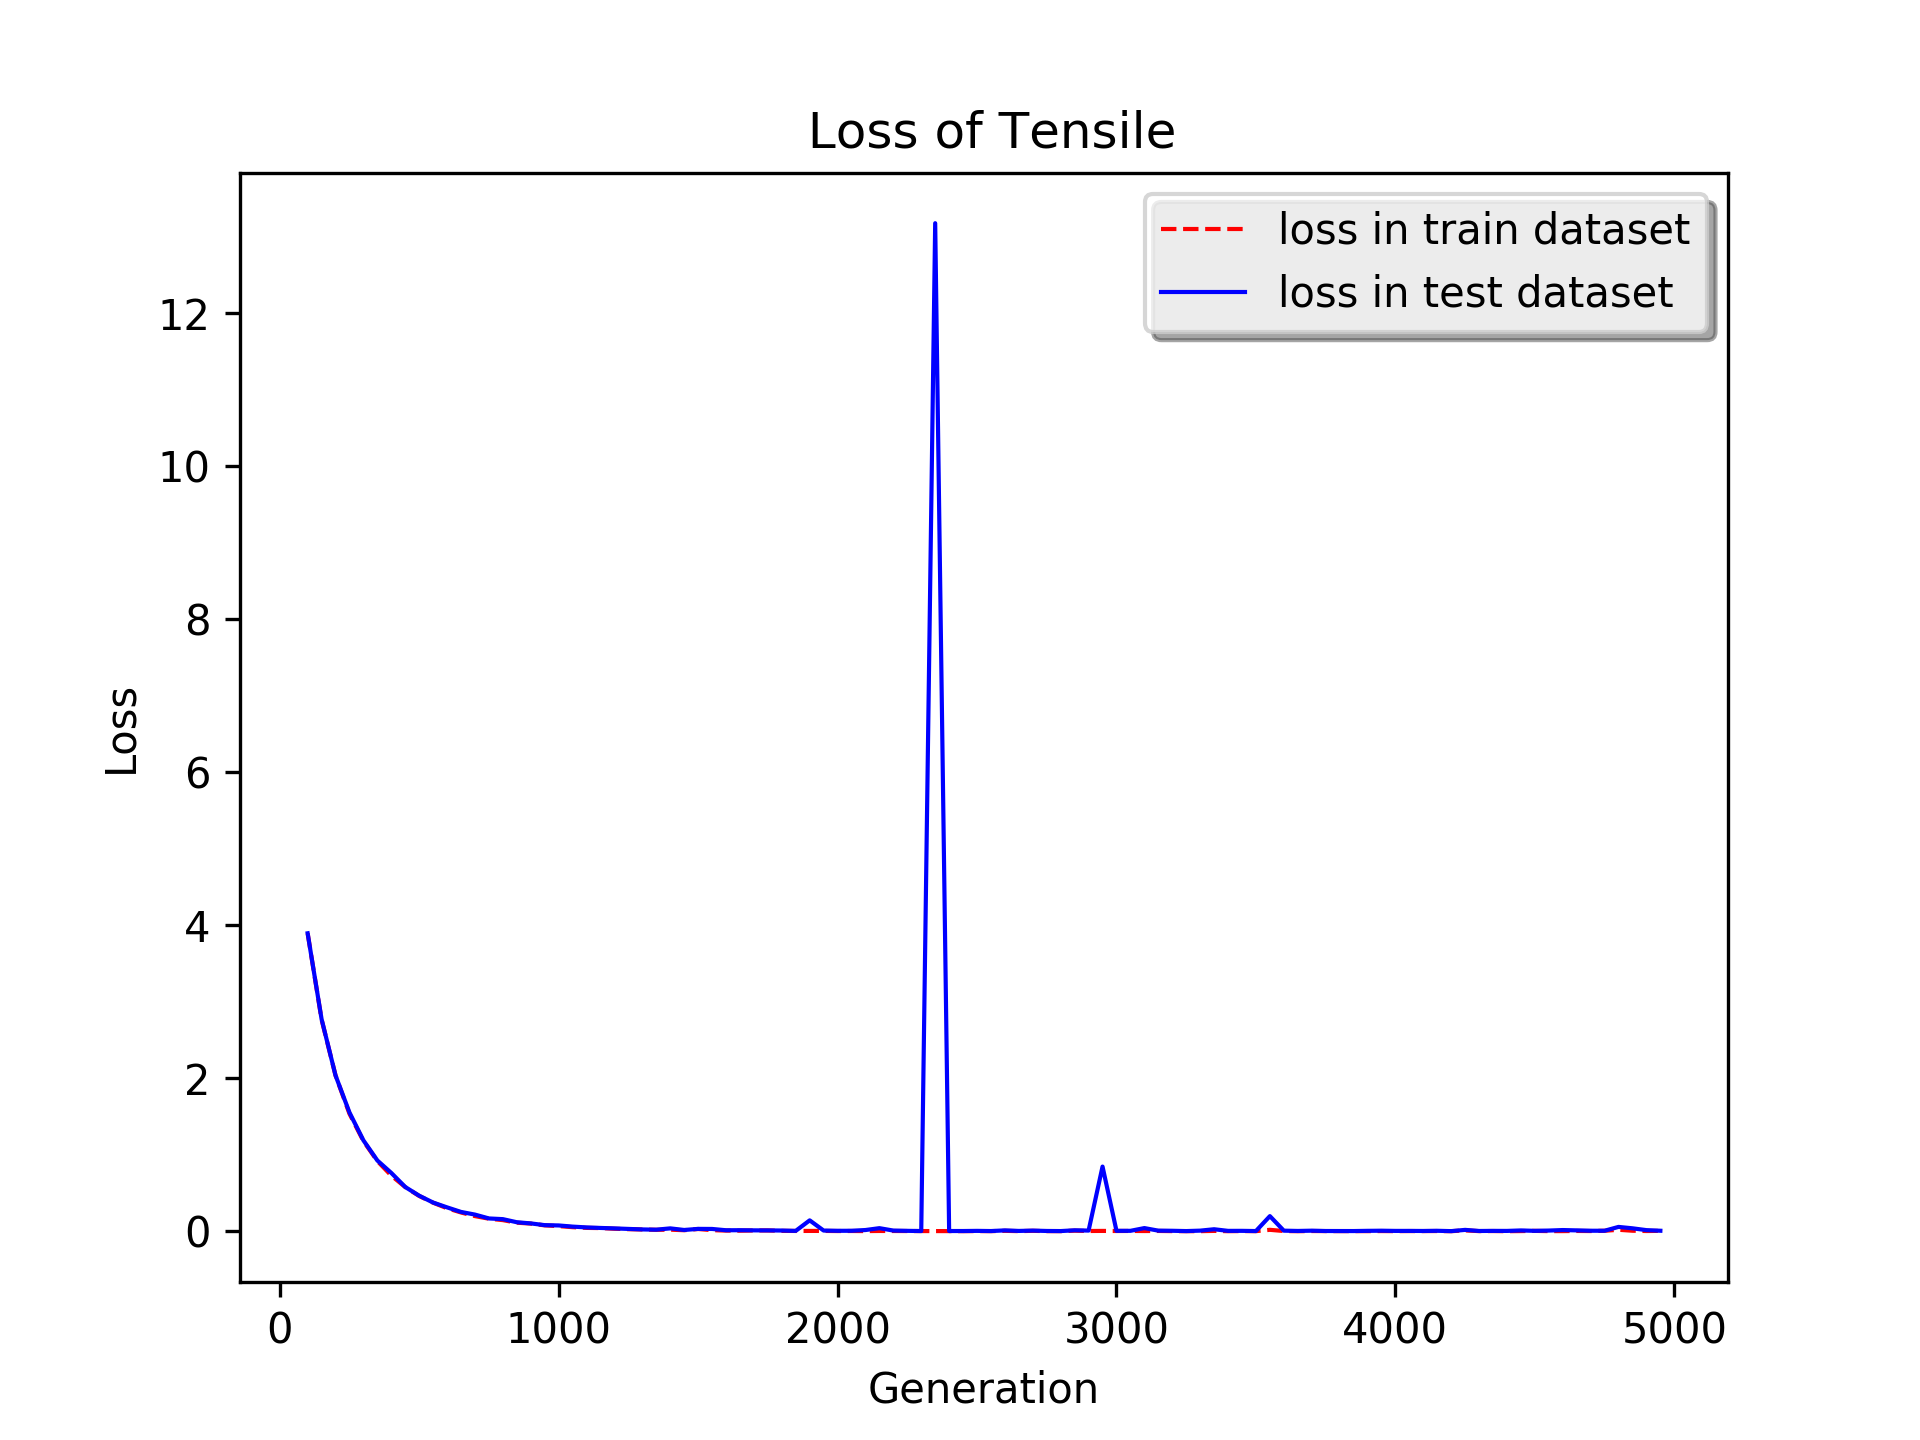 Loss of Tensile
loss in train dataset
loss in test dataset
12
10
8
6
4
2
0
Loss
0 1000 2000 3000 4000 5000
Generation